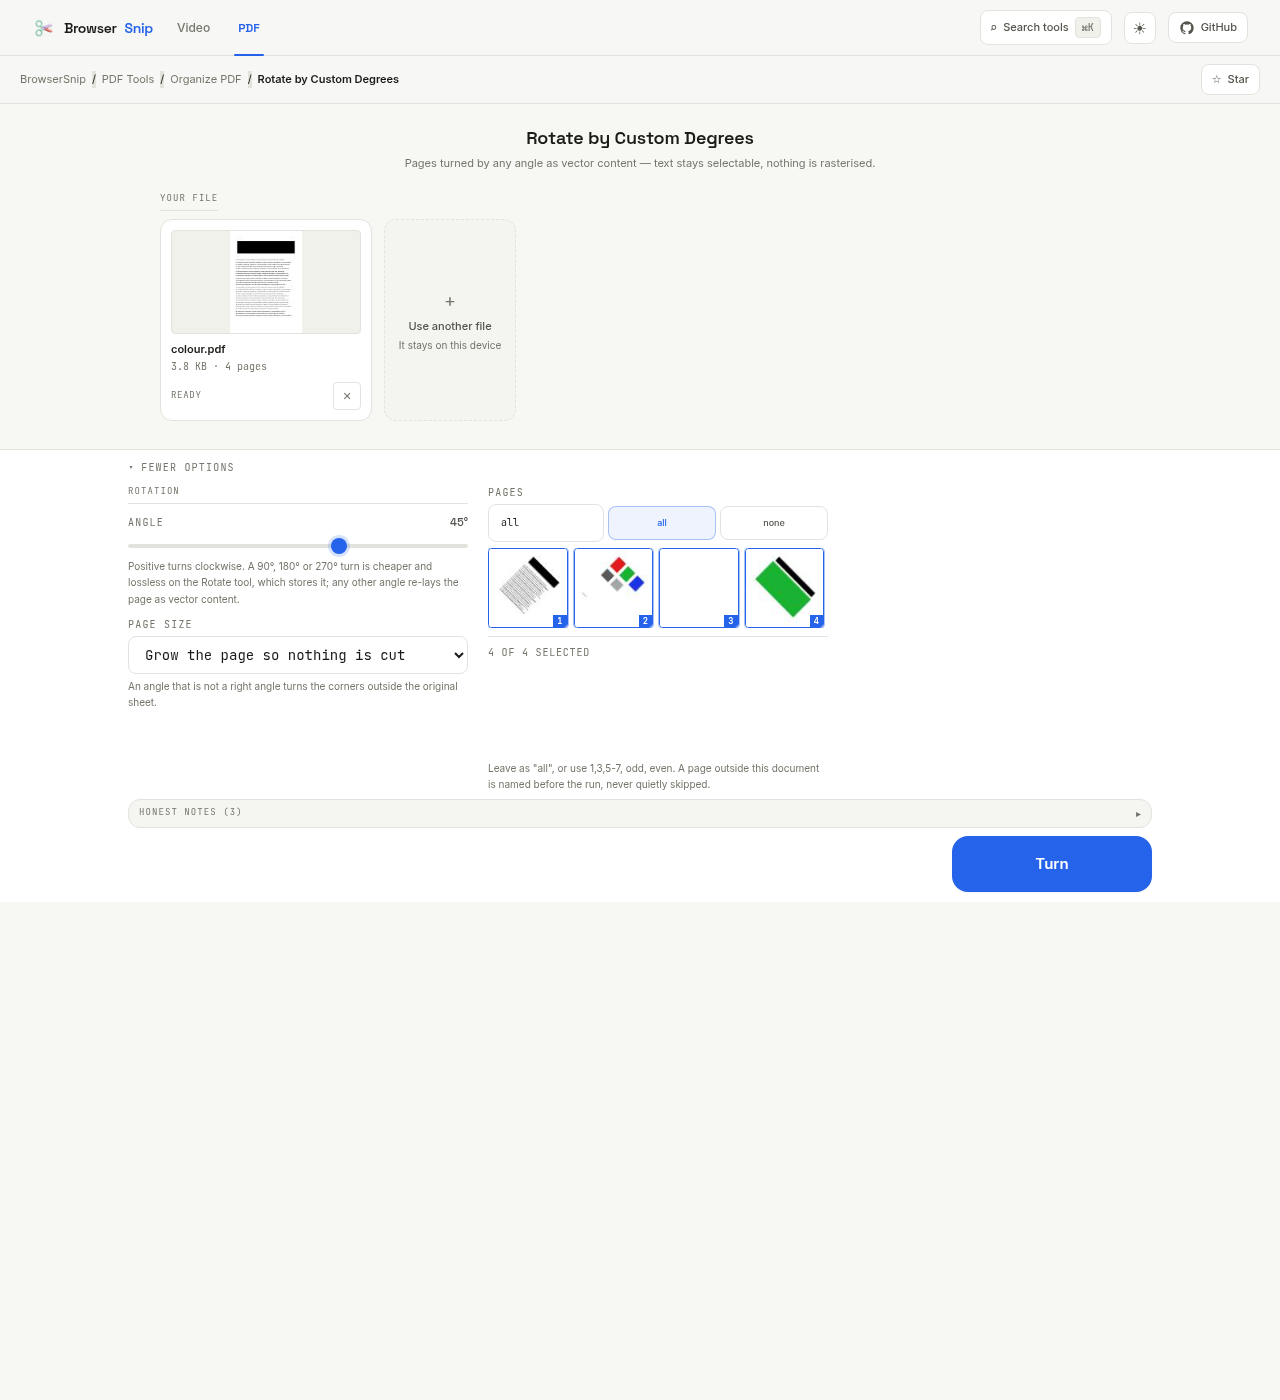 Browser Snip
Video
PDF
Search tools ⌘K
GitHub
BrowserSnip / PDF Tools / Organize PDF / Rotate by Custom Degrees
☆ Star
Rotate by Custom Degrees
Pages turned by any angle as vector content — text stays selectable, nothing is rasterised.
YOUR FILE
colour.pdf
3.8 KB · 4 pages
READY
×
+
Use another file
It stays on this device
▾ FEWER OPTIONS
ROTATION
ANGLE 45°
Positive turns clockwise. A 90°, 180° or 270° turn is cheaper and
lossless on the Rotate tool, which stores it; any other angle re-lays the
page as vector content.
PAGE SIZE
Grow the page so nothing is cut
An angle that is not a right angle turns the corners outside the original
sheet.
PAGES
all
all
none
1
2
3
4
4 OF 4 SELECTED
Leave as "all", or use 1,3,5-7, odd, even. A page outside this document
is named before the run, never quietly skipped.
HONEST NOTES (3) ▸
Turn